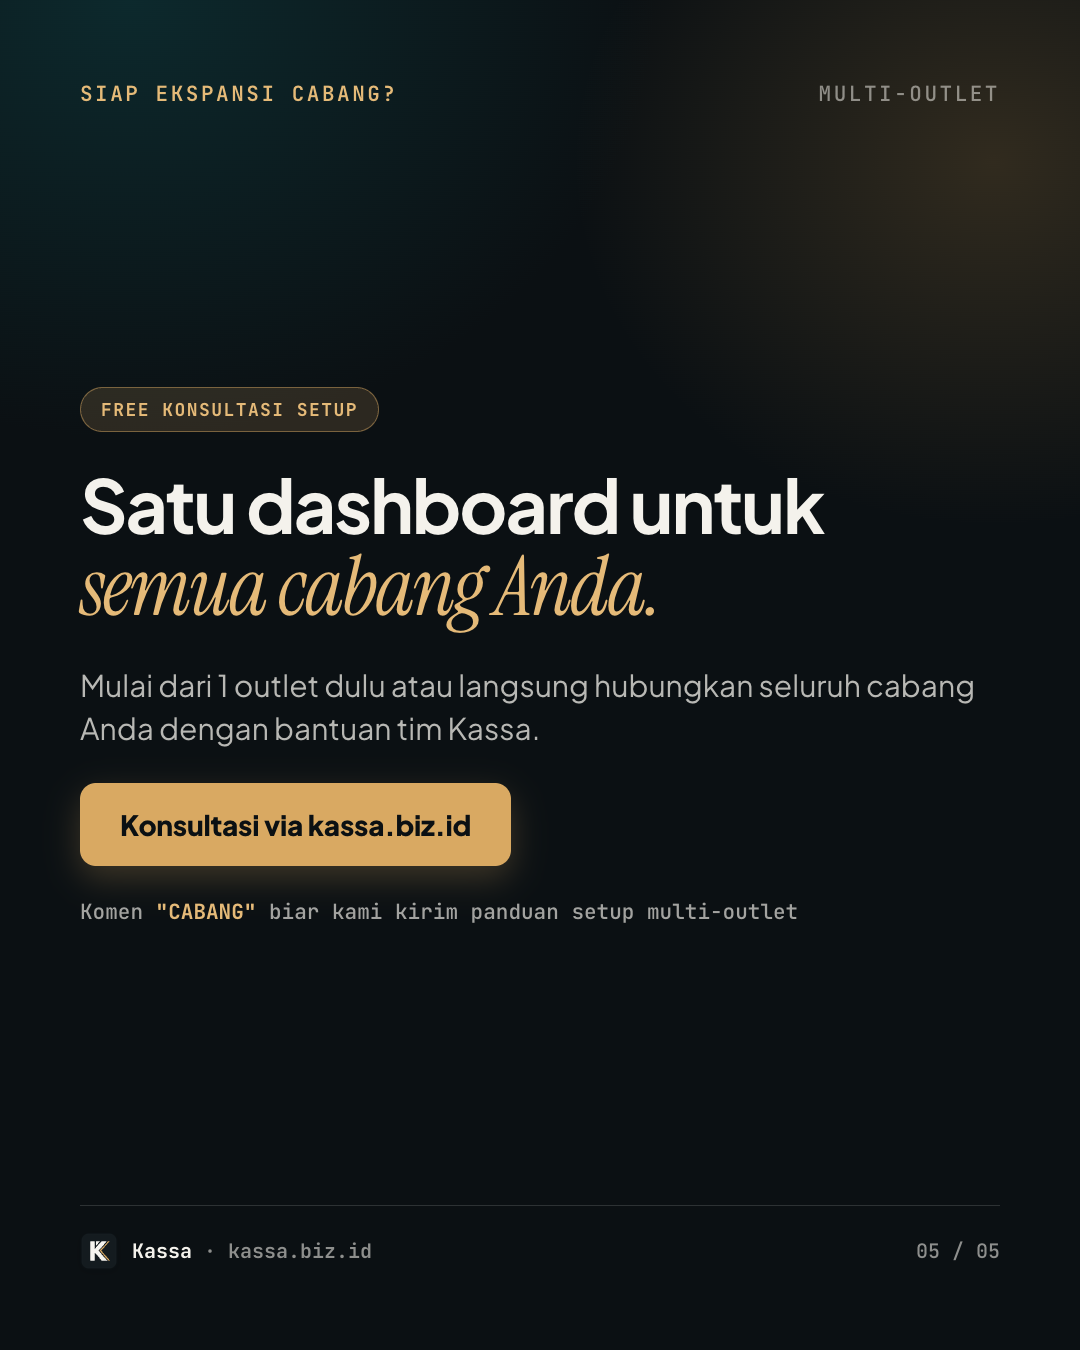 SIAP EKSPANSI CABANG?
MULTI-OUTLET
FREE KONSULTASI SETUP
Satu dashboard untuk
semua cabang Anda.
Mulai dari 1 outlet dulu atau langsung hubungkan seluruh cabang
Anda dengan bantuan tim Kassa.
Konsultasi via kassa.biz.id
Komen "CABANG" biar kami kirim panduan setup multi-outlet
K Kassa · kassa.biz.id
05 / 05